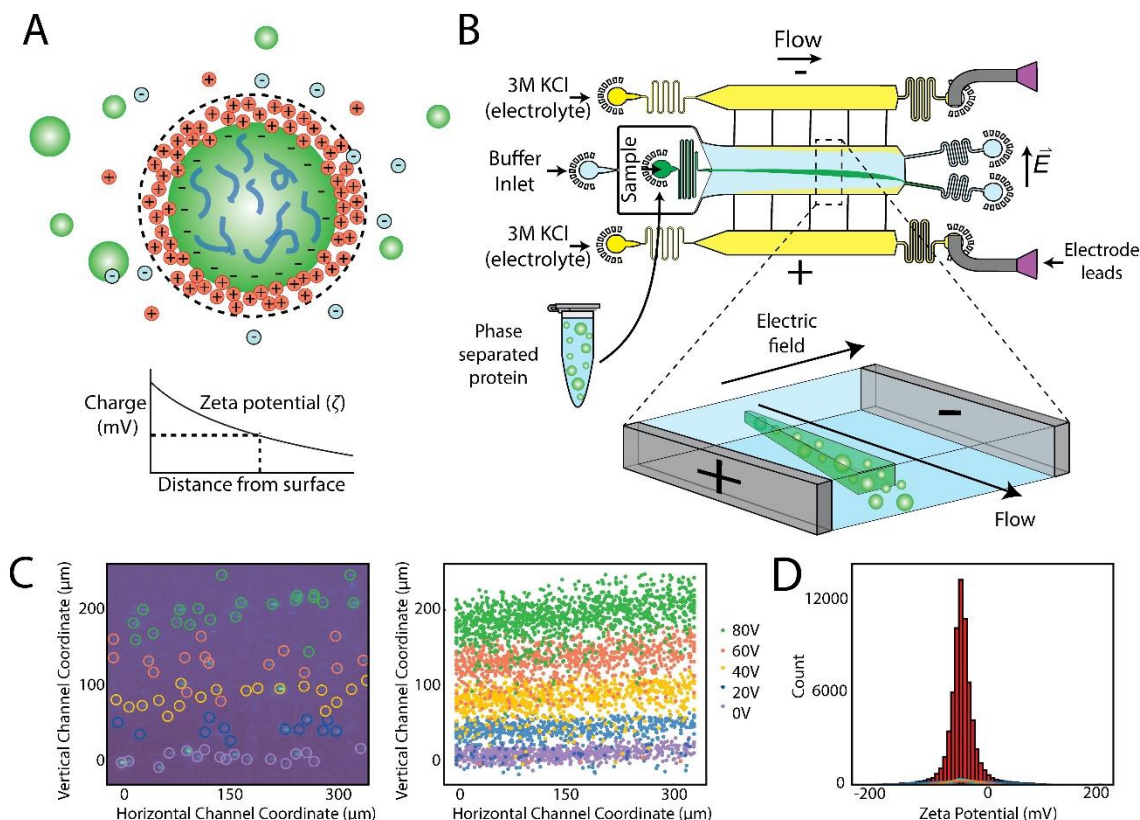 A
Charge
(mV)
Zeta potential (ζ)
Distance from surface
B
Flow
-
3M KCl
(electrolyte)
Buffer
Inlet
Sample
E
3M KCl
(electrolyte)
+
Electrode
leads
Phase
separated
protein
Electric
field
-
+
Flow
C
Vertical Channel Coordinate (µm)
200
100
0
0 150 300
Horizontal Channel Coordinate (µm)
Vertical Channel Coordinate (µm)
200
100
0
0 150 300
Horizontal Channel Coordinate (µm)
80V
60V
40V
20V
0V
D
Count
12000
6000
0
-200 0 200
Zeta Potential (mV)